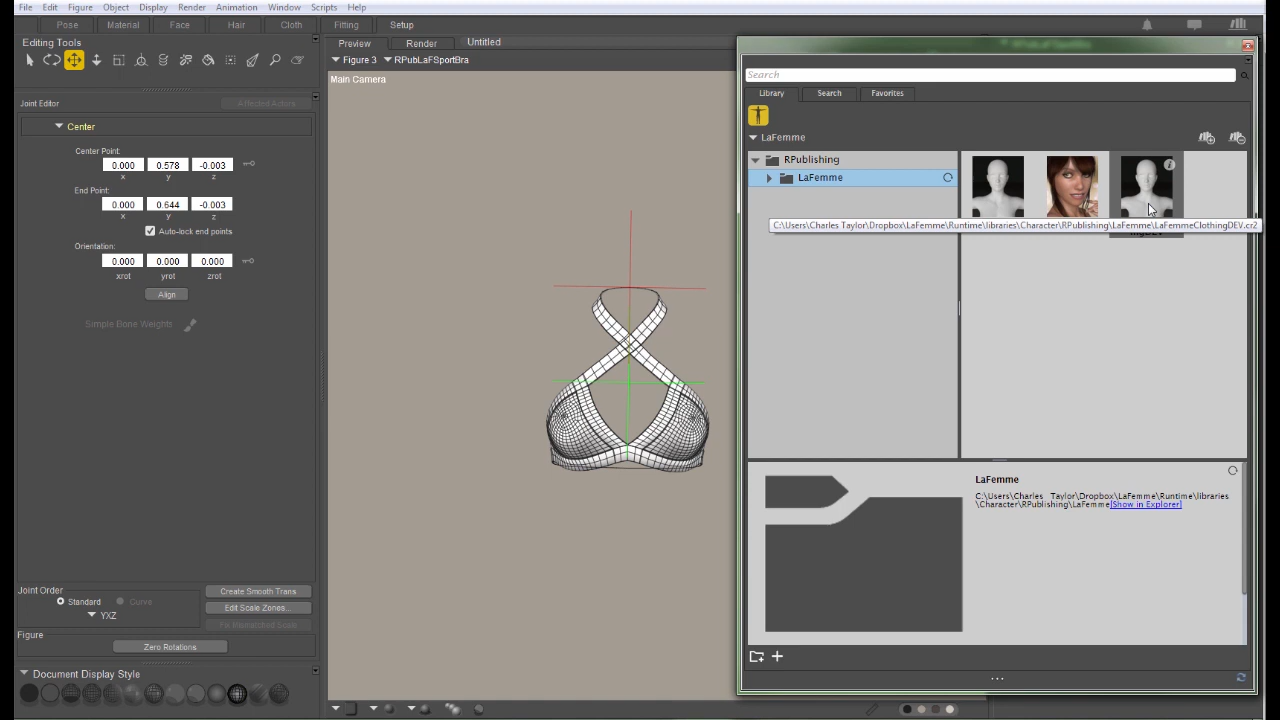 File Edit Figure Object Display Render Animation Window Scripts Help
Pose Material Face Hair Cloth Fitting Setup
Editing Tools
Preview Render Untitled
Figure 3 RPubLaFSportBra
Main Camera
Joint Editor Affected Actors
Center
Center Point:
0.000 0.578 -0.003
x y z
End Point:
0.000 0.644 -0.003
x y z
Auto-lock end points
Orientation:
0.000 0.000 0.000
xrot yrot zrot
Align
Simple Bone Weights
Joint Order
Standard Curve
YXZ
Create Smooth Trans
Edit Scale Zones...
Fix Mismatched Scale
Figure
Zero Rotations
Document Display Style
Search
Library Search Favorites
LaFemme
RPublishing
LaFemme
C:\Users\Charles Taylor\Dropbox\LaFemme\Runtime\libraries\Character\RPublishing\LaFemme\LaFemmeClothingDEV.cr2
LaFemme
C:\Users\Charles Taylor\Dropbox\LaFemme\Runtime\libraries
\Character\RPublishing\LaFemme[Show in Explorer]